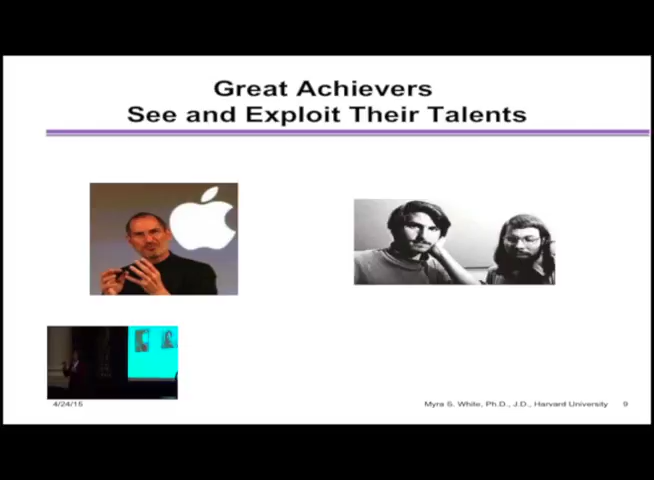 Great Achievers
See and Exploit Their Talents
4/24/15
Myra S. White, Ph.D., J.D., Harvard University 9